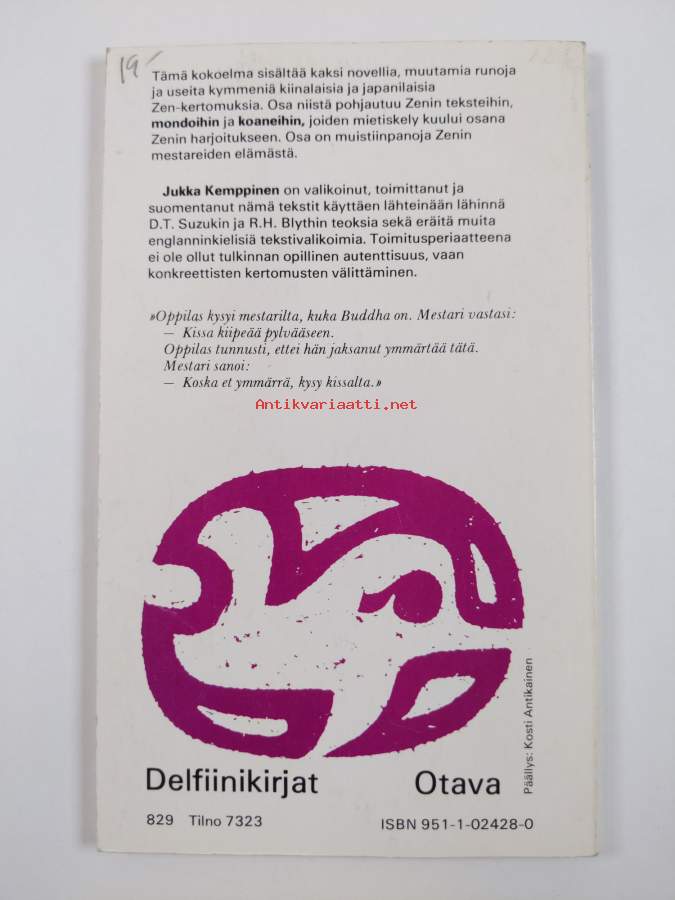 19
Tämä kokoelma sisältää kaksi novellia, muutamia runoja
ja useita kymmeniä kiinalaisia ja japanilaisia
Zen-kertomuksia. Osa niistä pohjautuu Zenin teksteihin,
mondoihin ja koaneihin, joiden mietiskely kuului osana
Zenin harjoitukseen. Osa on muistiinpanoja Zenin
mestareiden elämästä.
Jukka Kemppinen on valikoinut, toimittanut ja
suomentanut nämä tekstit käyttäen lähteinään lähinnä
D.T. Suzukin ja R.H. Blythin teoksia sekä eräitä muita
englanninkielisiä tekstivalikoimia. Toimitusperiaatteena
ei ole ollut tulkinnan opillinen autenttisuus, vaan
konkreettisten kertomusten välittäminen.
»Oppilas kysyi mestarilta, kuka Buddha on. Mestari vastasi:
— Kissa kiipeää pylvääseen.
Oppilas tunnusti, ettei hän jaksanut ymmärtää tätä.
Mestari sanoi:
— Koska et ymmärrä, kysy kissalta.»
Antikvariaatti.net
Päällys: Kosti Antikainen
Delfiinikirjat Otava
829 Tilno 7323 ISBN 951-1-02428-0